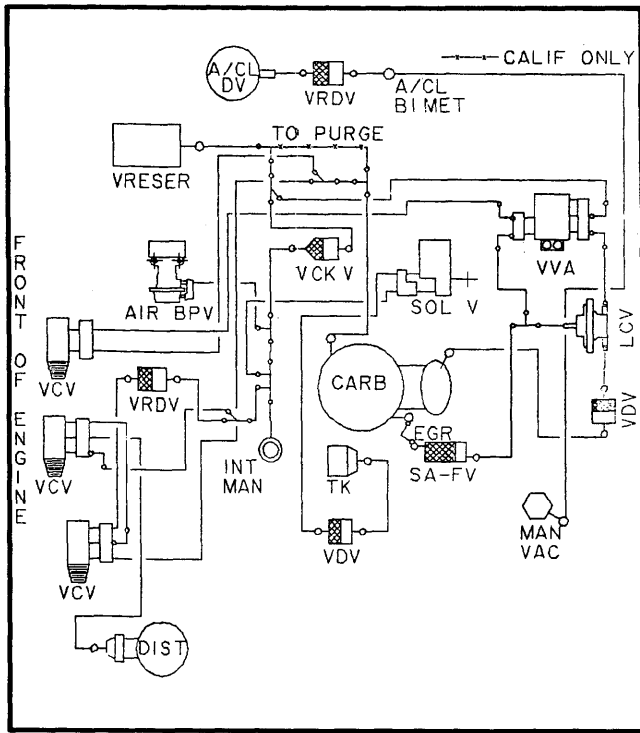 CALIF ONLY
A/CL
DV
VRDV
A/CL
BIMET
TO PURGE
VRESER
FRONT OF ENGINE
VCK V
VVA
AIR BPV
SOL V
LCV
VCV
VRDV
CARB
VDV
VCV
INT
MAN
EGR
SA-FV
TK
MAN
VAC
VDV
VCV
DIST